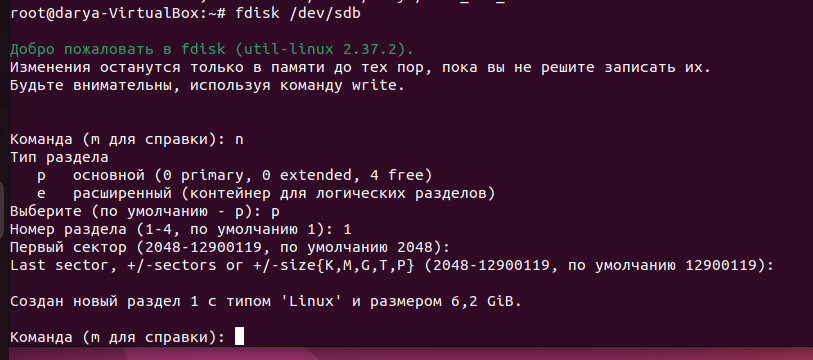 root@darya-VirtualBox:~# fdisk /dev/sdb
Добро пожаловать в fdisk (util-linux 2.37.2).
Изменения останутся только в памяти до тех пор, пока вы не решите записать их.
Будьте внимательны, используя команду write.
Команда (m для справки): n
Тип раздела
p основной (0 primary, 0 extended, 4 free)
e расширенный (контейнер для логических разделов)
Выберите (по умолчанию - p): p
Номер раздела (1-4, по умолчанию 1): 1
Первый сектор (2048-12900119, по умолчанию 2048):
Last sector, +/-sectors or +/-size{K,M,G,T,P} (2048-12900119, по умолчанию 12900119):
Создан новый раздел 1 с типом 'Linux' и размером 6,2 GiB.
Команда (m для справки):